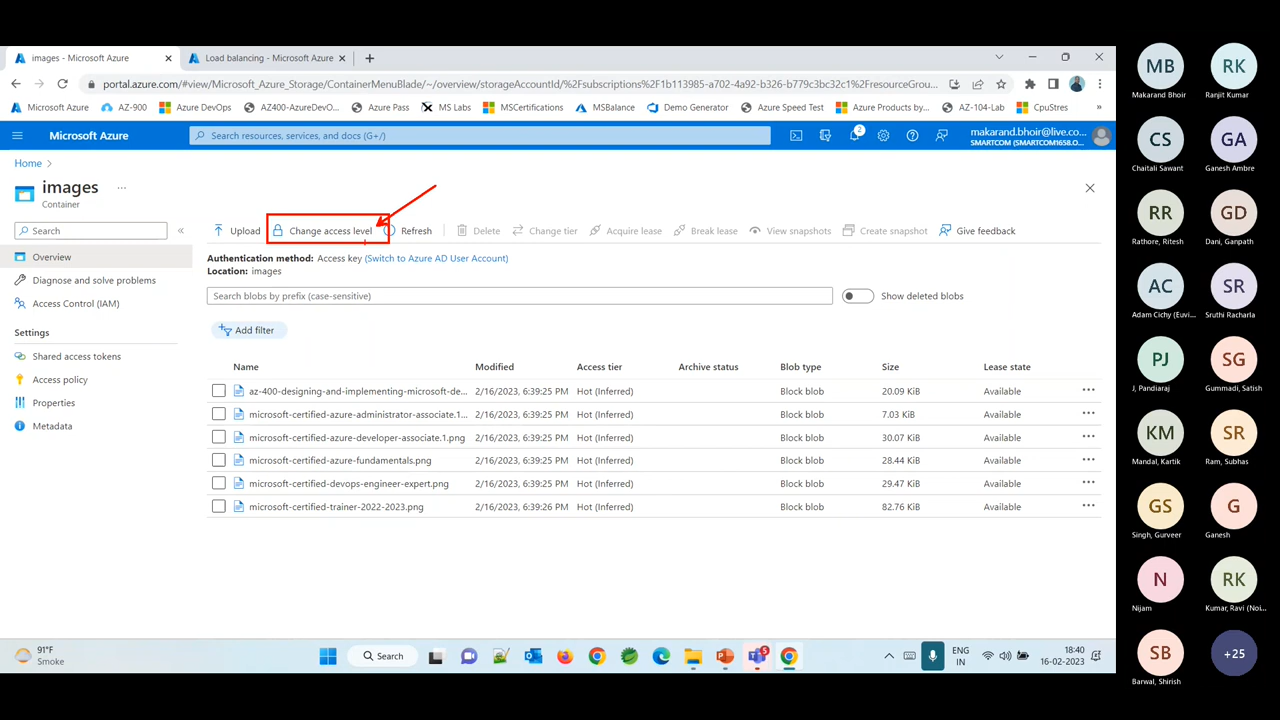 images - Microsoft Azure
Load balancing - Microsoft Azure
portal.azure.com/#view/Microsoft_Azure_Storage/ContainerMenuBlade/~/overview/storageAccountId/%2Fsubscriptions%2F1b113985-a702-4a92-b326-b779c3bc32c1%2FresourceGrou...
Microsoft Azure AZ-900 Azure DevOps AZ400-AzureDevO... Azure Pass MS Labs MSCertifications MSBalance Demo Generator Azure Speed Test Azure Products by... AZ-104-Lab CpuStres »
Microsoft Azure
Search resources, services, and docs (G+/)
2
makarand.bhoir@live.co...
SMARTCOM (SMARTCOM1658.O...
Home >
images ...
Container
Search «
Upload Change access level Refresh Delete Change tier Acquire lease Break lease View snapshots Create snapshot Give feedback
Overview
Diagnose and solve problems
Access Control (IAM)
Settings
Shared access tokens
Access policy
Properties
Metadata
Authentication method: Access key (Switch to Azure AD User Account)
Location: images
Search blobs by prefix (case-sensitive)
Show deleted blobs
Add filter
Name Modified Access tier Archive status Blob type Size Lease state
az-400-designing-and-implementing-microsoft-de... 2/16/2023, 6:39:25 PM Hot (Inferred) Block blob 20.09 KiB Available ...
microsoft-certified-azure-administrator-associate.1... 2/16/2023, 6:39:25 PM Hot (Inferred) Block blob 7.03 KiB Available ...
microsoft-certified-azure-developer-associate.1.png 2/16/2023, 6:39:25 PM Hot (Inferred) Block blob 30.07 KiB Available ...
microsoft-certified-azure-fundamentals.png 2/16/2023, 6:39:25 PM Hot (Inferred) Block blob 28.44 KiB Available ...
microsoft-certified-devops-engineer-expert.png 2/16/2023, 6:39:25 PM Hot (Inferred) Block blob 29.47 KiB Available ...
microsoft-certified-trainer-2022-2023.png 2/16/2023, 6:39:26 PM Hot (Inferred) Block blob 82.76 KiB Available ...
91°F
Smoke
Search
5
ENG
IN
18:40
16-02-2023
MB RK
Makarand Bhoir Ranjit Kumar
CS GA
Chaitali Sawant Ganesh Ambre
RR GD
Rathore, Ritesh Dani, Ganpath
AC SR
Adam Cichy (Euvi... Sruthi Racharla
PJ SG
J, Pandiaraj Gummadi, Satish
KM SR
Mandal, Kartik Ram, Subhas
GS G
Singh, Gurveer Ganesh
N RK
Nijam Kumar, Ravi (Noi...
SB +25
Barwal, Shirish